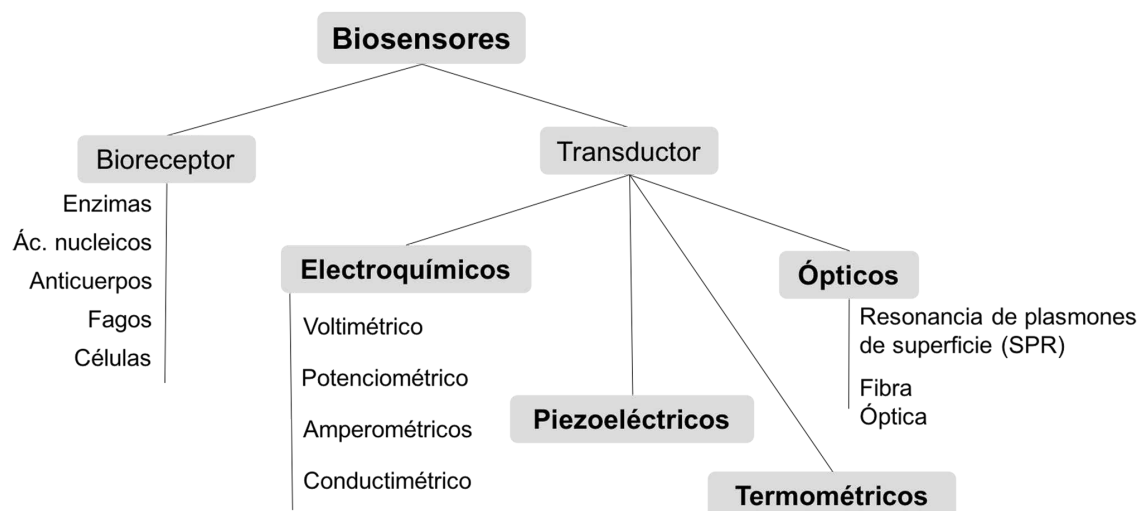 Biosensores
Bioreceptor
Enzimas
Ác. nucleicos
Anticuerpos
Fagos
Células
Transductor
Electroquímicos
Voltimétrico
Potenciométrico
Amperométricos
Conductimétrico
Piezoeléctricos
Termométricos
Ópticos
Resonancia de plasmones
de superficie (SPR)
Fibra
Óptica